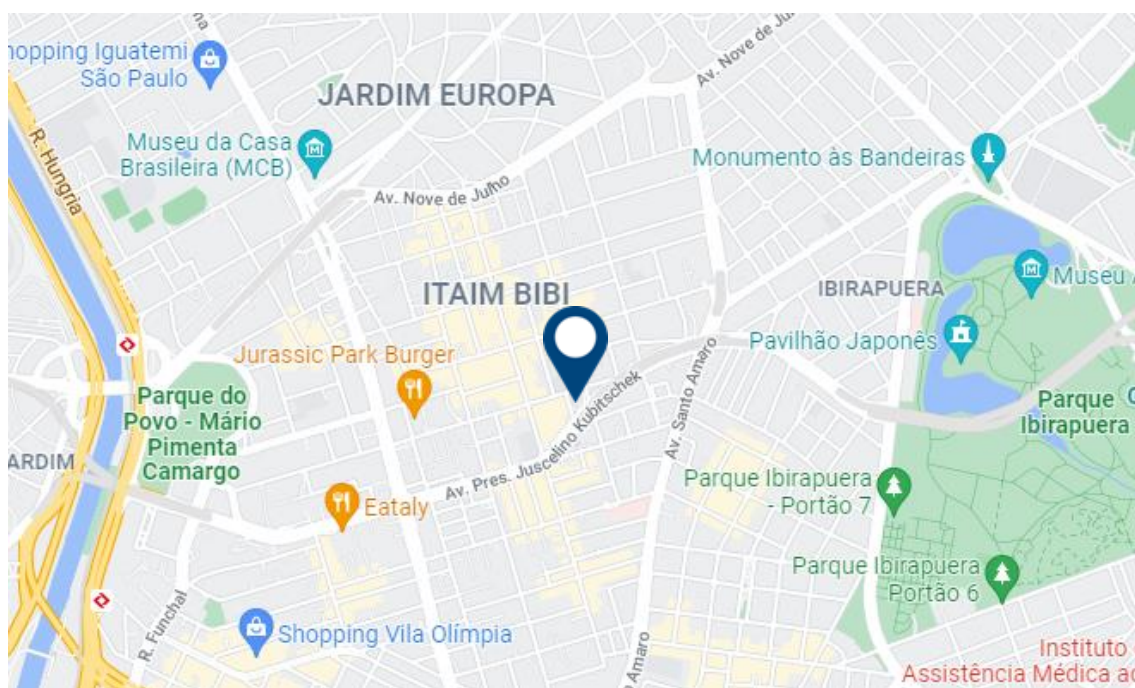 hopping Iguatemi
São Paulo
JARDIM EUROPA
Av. Nove de Ju
R. Hungria
Museu da Casa
Brasileira (MCB)
Monumento às Bandeiras
Av. Nove de Julho
ITAIM BIBI
IBIRAPUERA
Museu
Pavilhão Japonês
Jurassic Park Burger
Parque do
Povo - Mário
Pimenta
Camargo
Av. Pres. Juscelino Kubitschek
Av. Santo Amaro
Parque
Ibirapuera
ARDIM
Parque Ibirapuera
- Portão 7
Eataly
Parque Ibirapuera
Portão 6
R. Funchal
Shopping Vila Olímpia
Amaro
Instituto
Assistência Médica ao